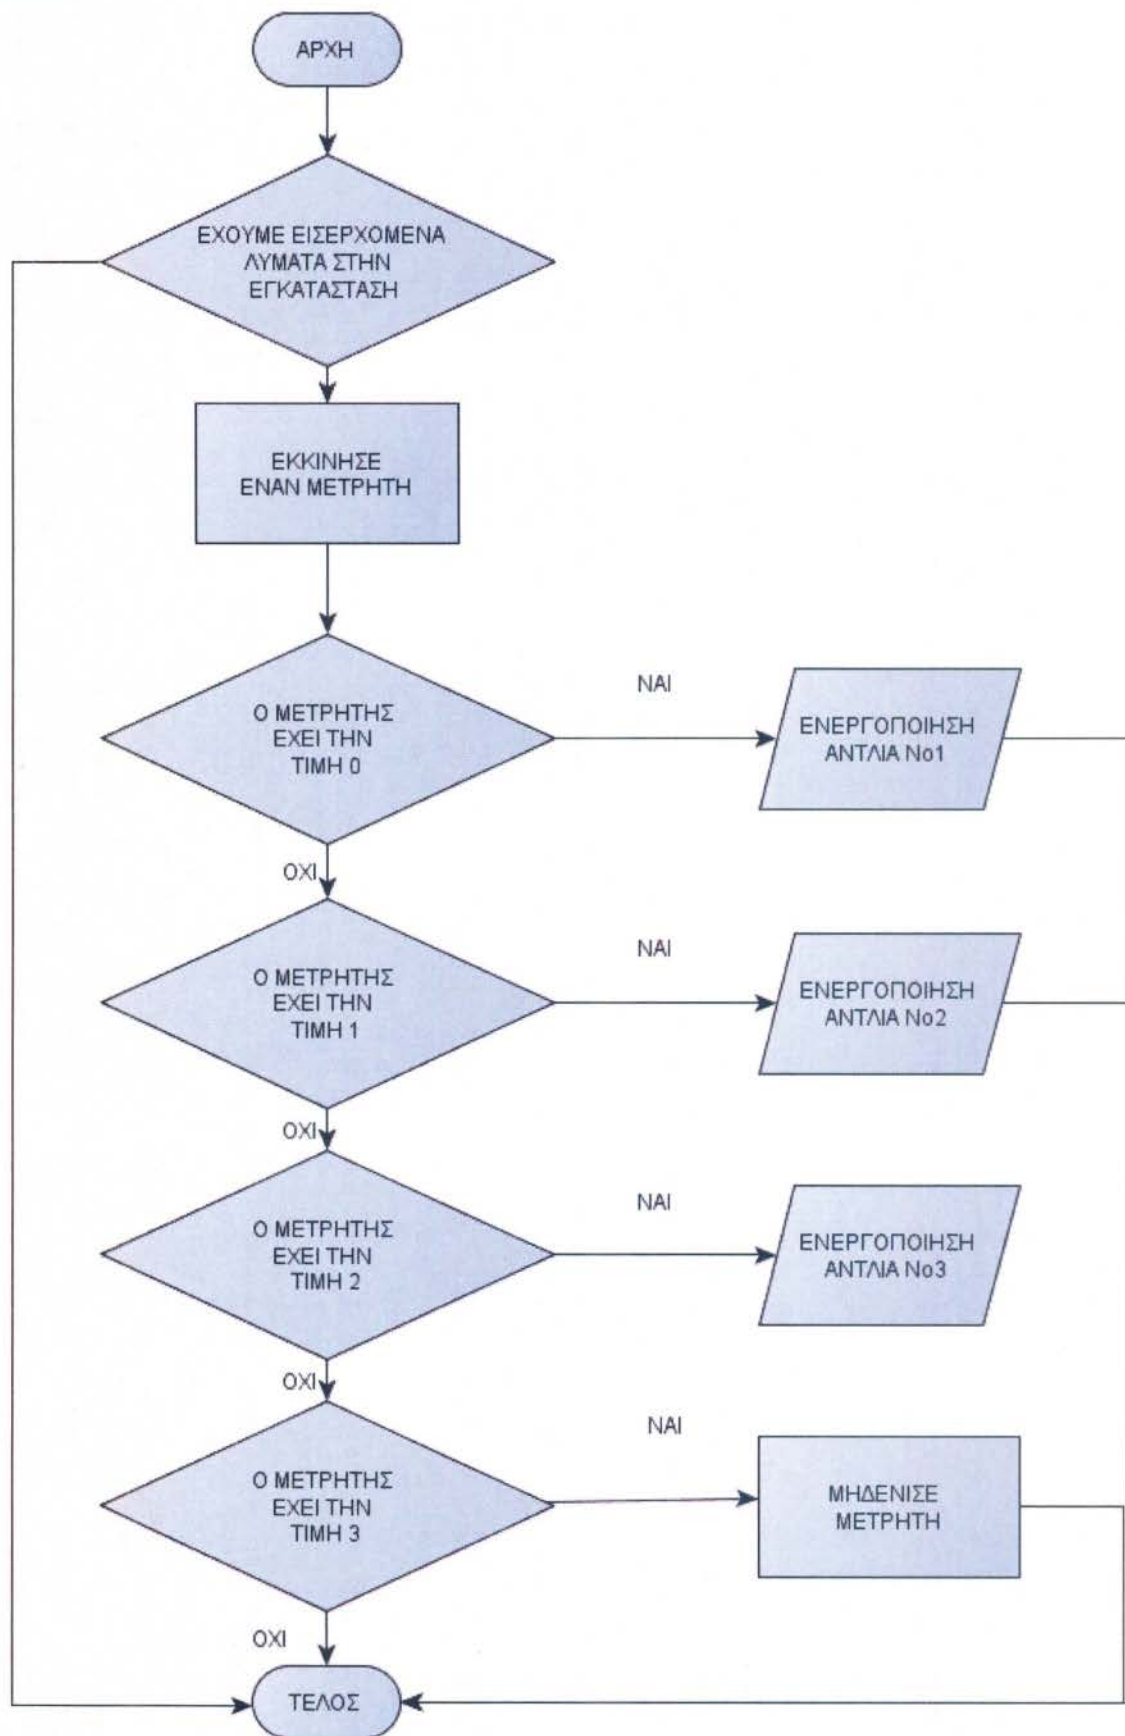 ΑΡΧΗ
ΕΧΟΥΜΕ ΕΙΣΕΡΧΟΜΕΝΑ
ΛΥΜΑΤΑ ΣΤΗΝ
ΕΓΚΑΤΑΣΤΑΣΗ
ΕΚΚΙΝΗΣΕ
ΕΝΑΝ ΜΕΤΡΗΤΗ
Ο ΜΕΤΡΗΤΗΣ
ΕΧΕΙ ΤΗΝ
ΤΙΜΗ 0
ΝΑΙ
ΕΝΕΡΓΟΠΟΙΗΣΗ
ΑΝΤΛΙΑ Νο1
ΟΧΙ
Ο ΜΕΤΡΗΤΗΣ
ΕΧΕΙ ΤΗΝ
ΤΙΜΗ 1
ΝΑΙ
ΕΝΕΡΓΟΠΟΙΗΣΗ
ΑΝΤΛΙΑ Νο2
ΟΧΙ
Ο ΜΕΤΡΗΤΗΣ
ΕΧΕΙ ΤΗΝ
ΤΙΜΗ 2
ΝΑΙ
ΕΝΕΡΓΟΠΟΙΗΣΗ
ΑΝΤΛΙΑ Νο3
ΟΧΙ
Ο ΜΕΤΡΗΤΗΣ
ΕΧΕΙ ΤΗΝ
ΤΙΜΗ 3
ΝΑΙ
ΜΗΔΕΝΙΣΕ
ΜΕΤΡΗΤΗ
ΟΧΙ
ΤΕΛΟΣ